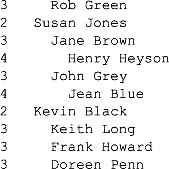 3     Rob Green
2   Susan Jones
3     Jane Brown
4       Henry Heyson
3     John Grey
4       Jean Blue
2   Kevin Black
3     Keith Long
3     Frank Howard
3     Doreen Penn